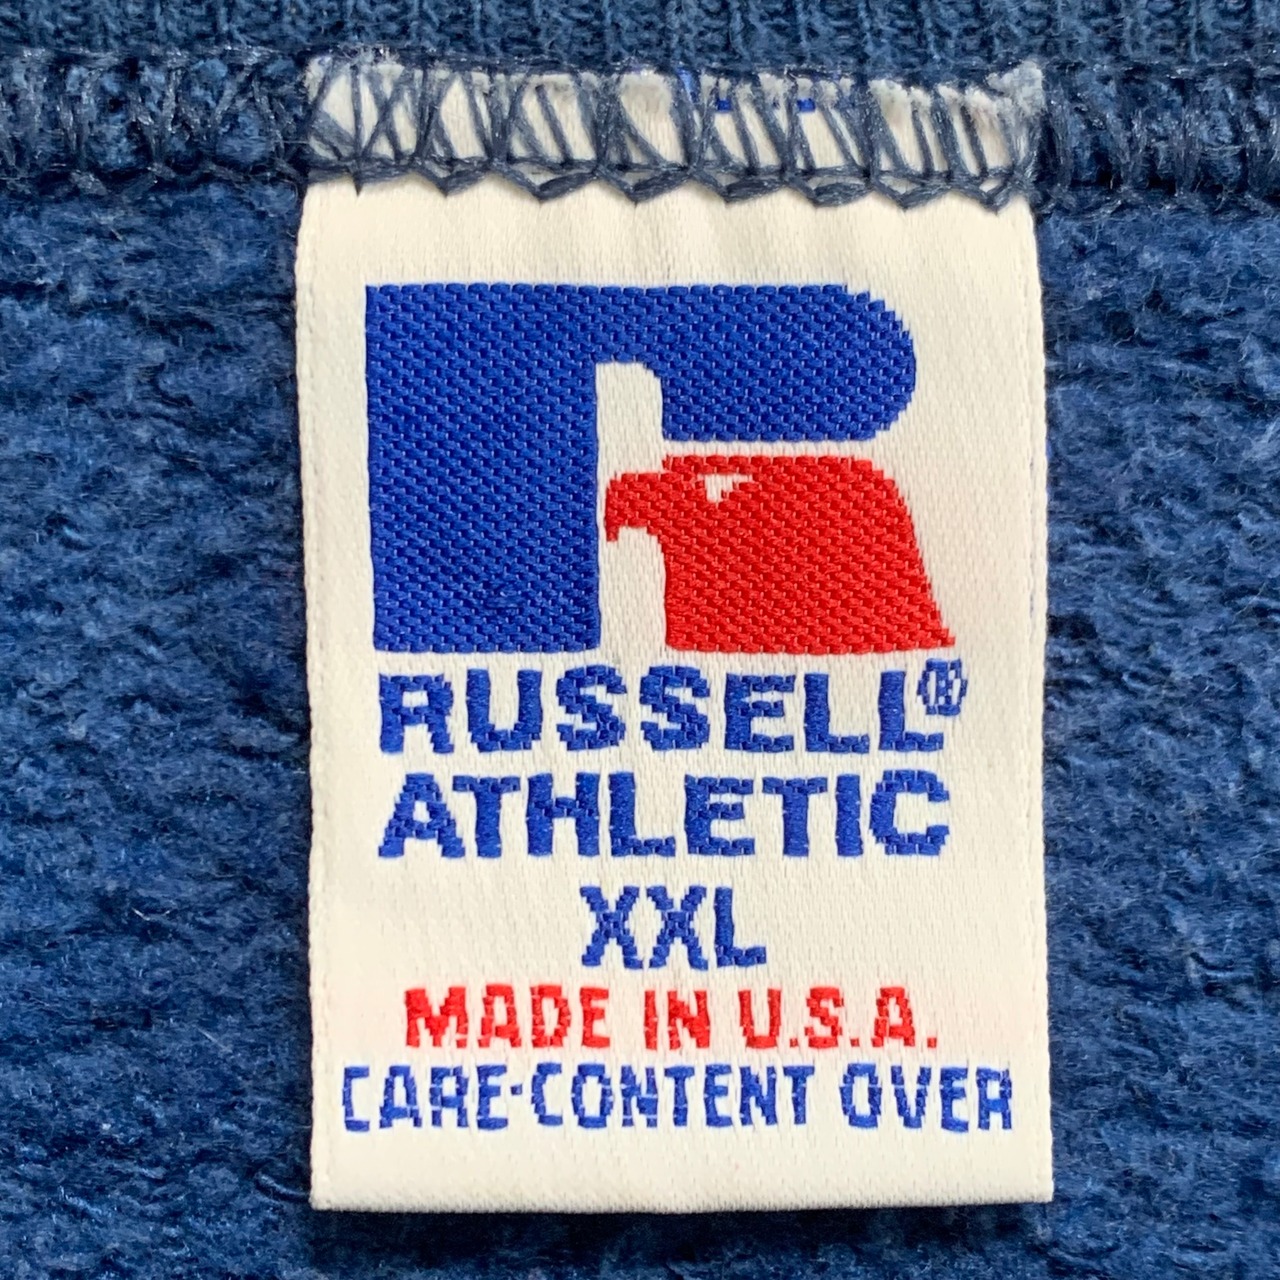 RUSSELL®
ATHLETIC
XXL
MADE IN U.S.A.
CARE-CONTENT OVER